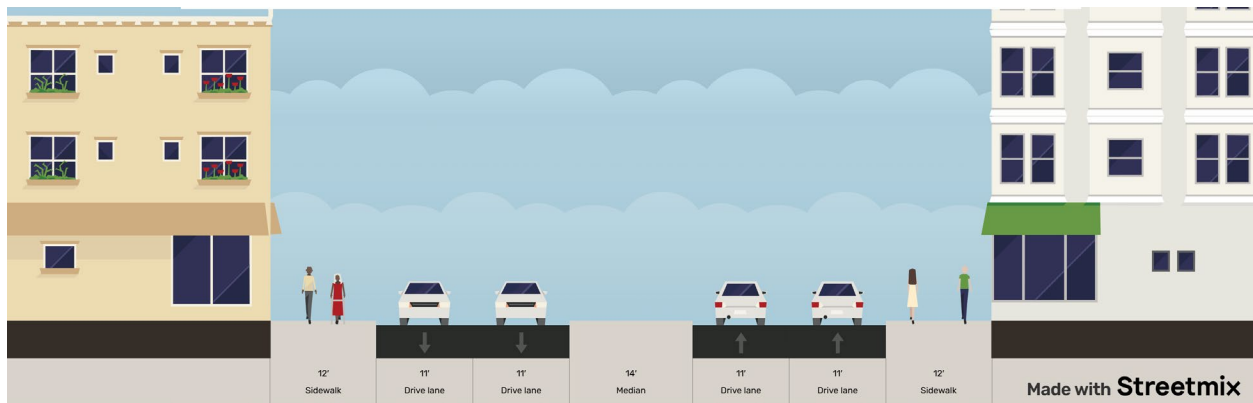 12'
Sidewalk
11'
Drive lane
11'
Drive lane
14'
Median
11'
Drive lane
11'
Drive lane
12'
Sidewalk
Made with Streetmix